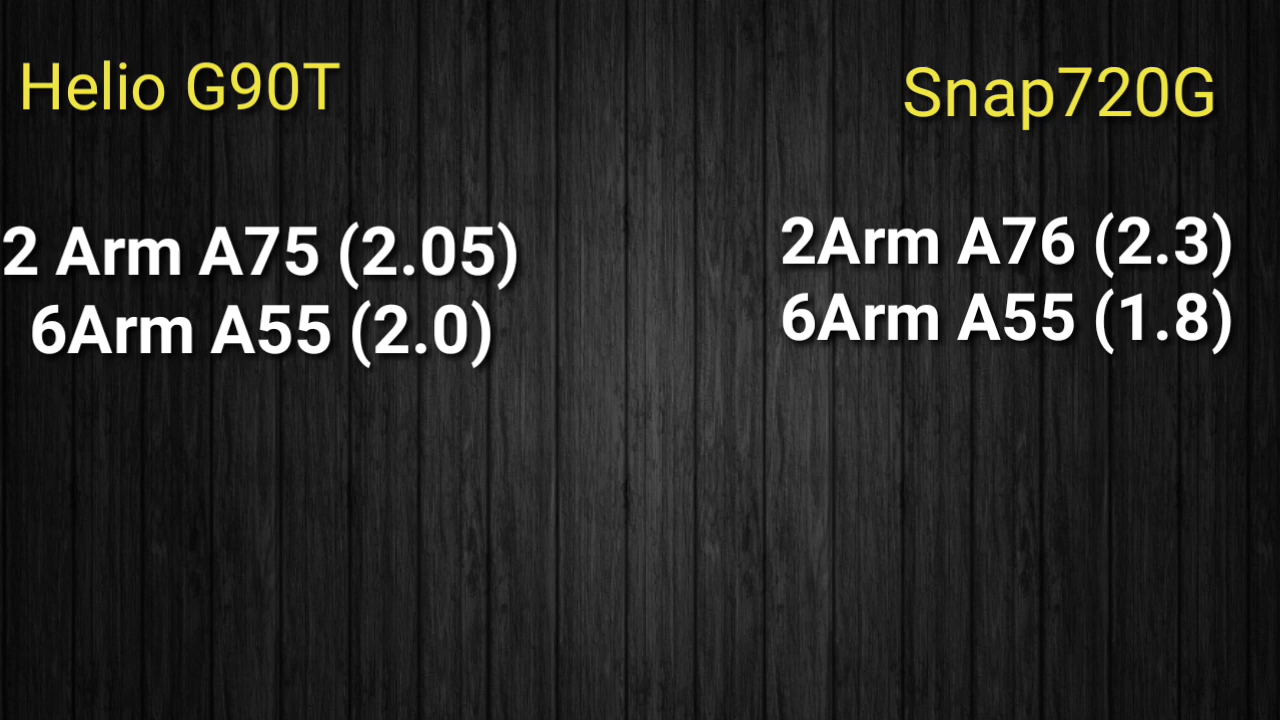 Helio G90T
2 Arm A75 (2.05)
6Arm A55 (2.0)
Snap720G
2Arm A76 (2.3)
6Arm A55 (1.8)